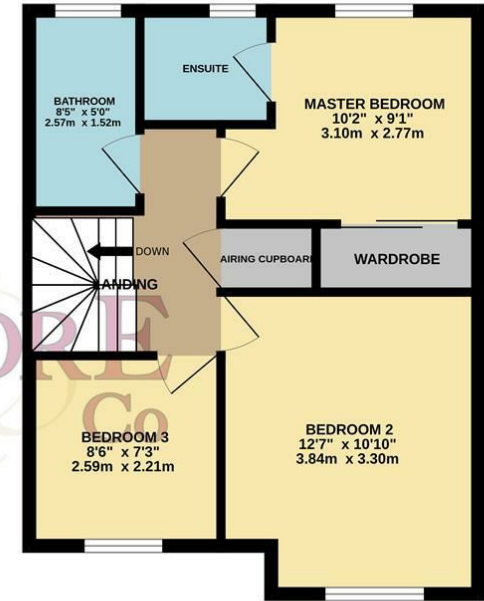 ENSUITE
BATHROOM
8'5" x 5'0"
2.57m x 1.52m
MASTER BEDROOM
10'2" x 9'1"
3.10m x 2.77m
DOWN
LANDING
AIRING CUPBOARD
WARDROBE
ORE
Co
BEDROOM 3
8'6" x 7'3"
2.59m x 2.21m
BEDROOM 2
12'7" x 10'10"
3.84m x 3.30m